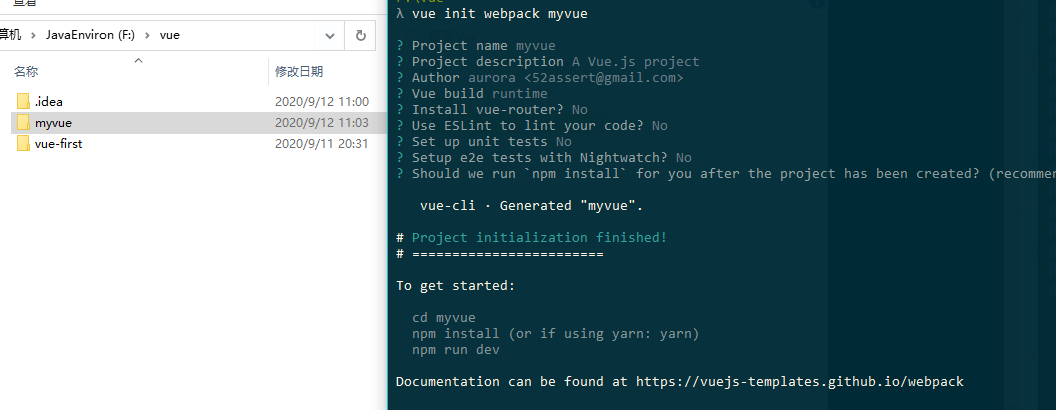 查看
算机 › JavaEnviron (F:) › vue
名称 修改日期
.idea 2020/9/12 11:00
myvue 2020/9/12 11:03
vue-first 2020/9/11 20:31
λ vue init webpack myvue
? Project name myvue
? Project description A Vue.js project
? Author aurora <52assert@gmail.com>
? Vue build runtime
? Install vue-router? No
? Use ESLint to lint your code? No
? Set up unit tests No
? Setup e2e tests with Nightwatch? No
? Should we run `npm install` for you after the project has been created? (recommen
vue-cli · Generated "myvue".
# Project initialization finished!
# ========================
To get started:
cd myvue
npm install (or if using yarn: yarn)
npm run dev
Documentation can be found at https://vuejs-templates.github.io/webpack